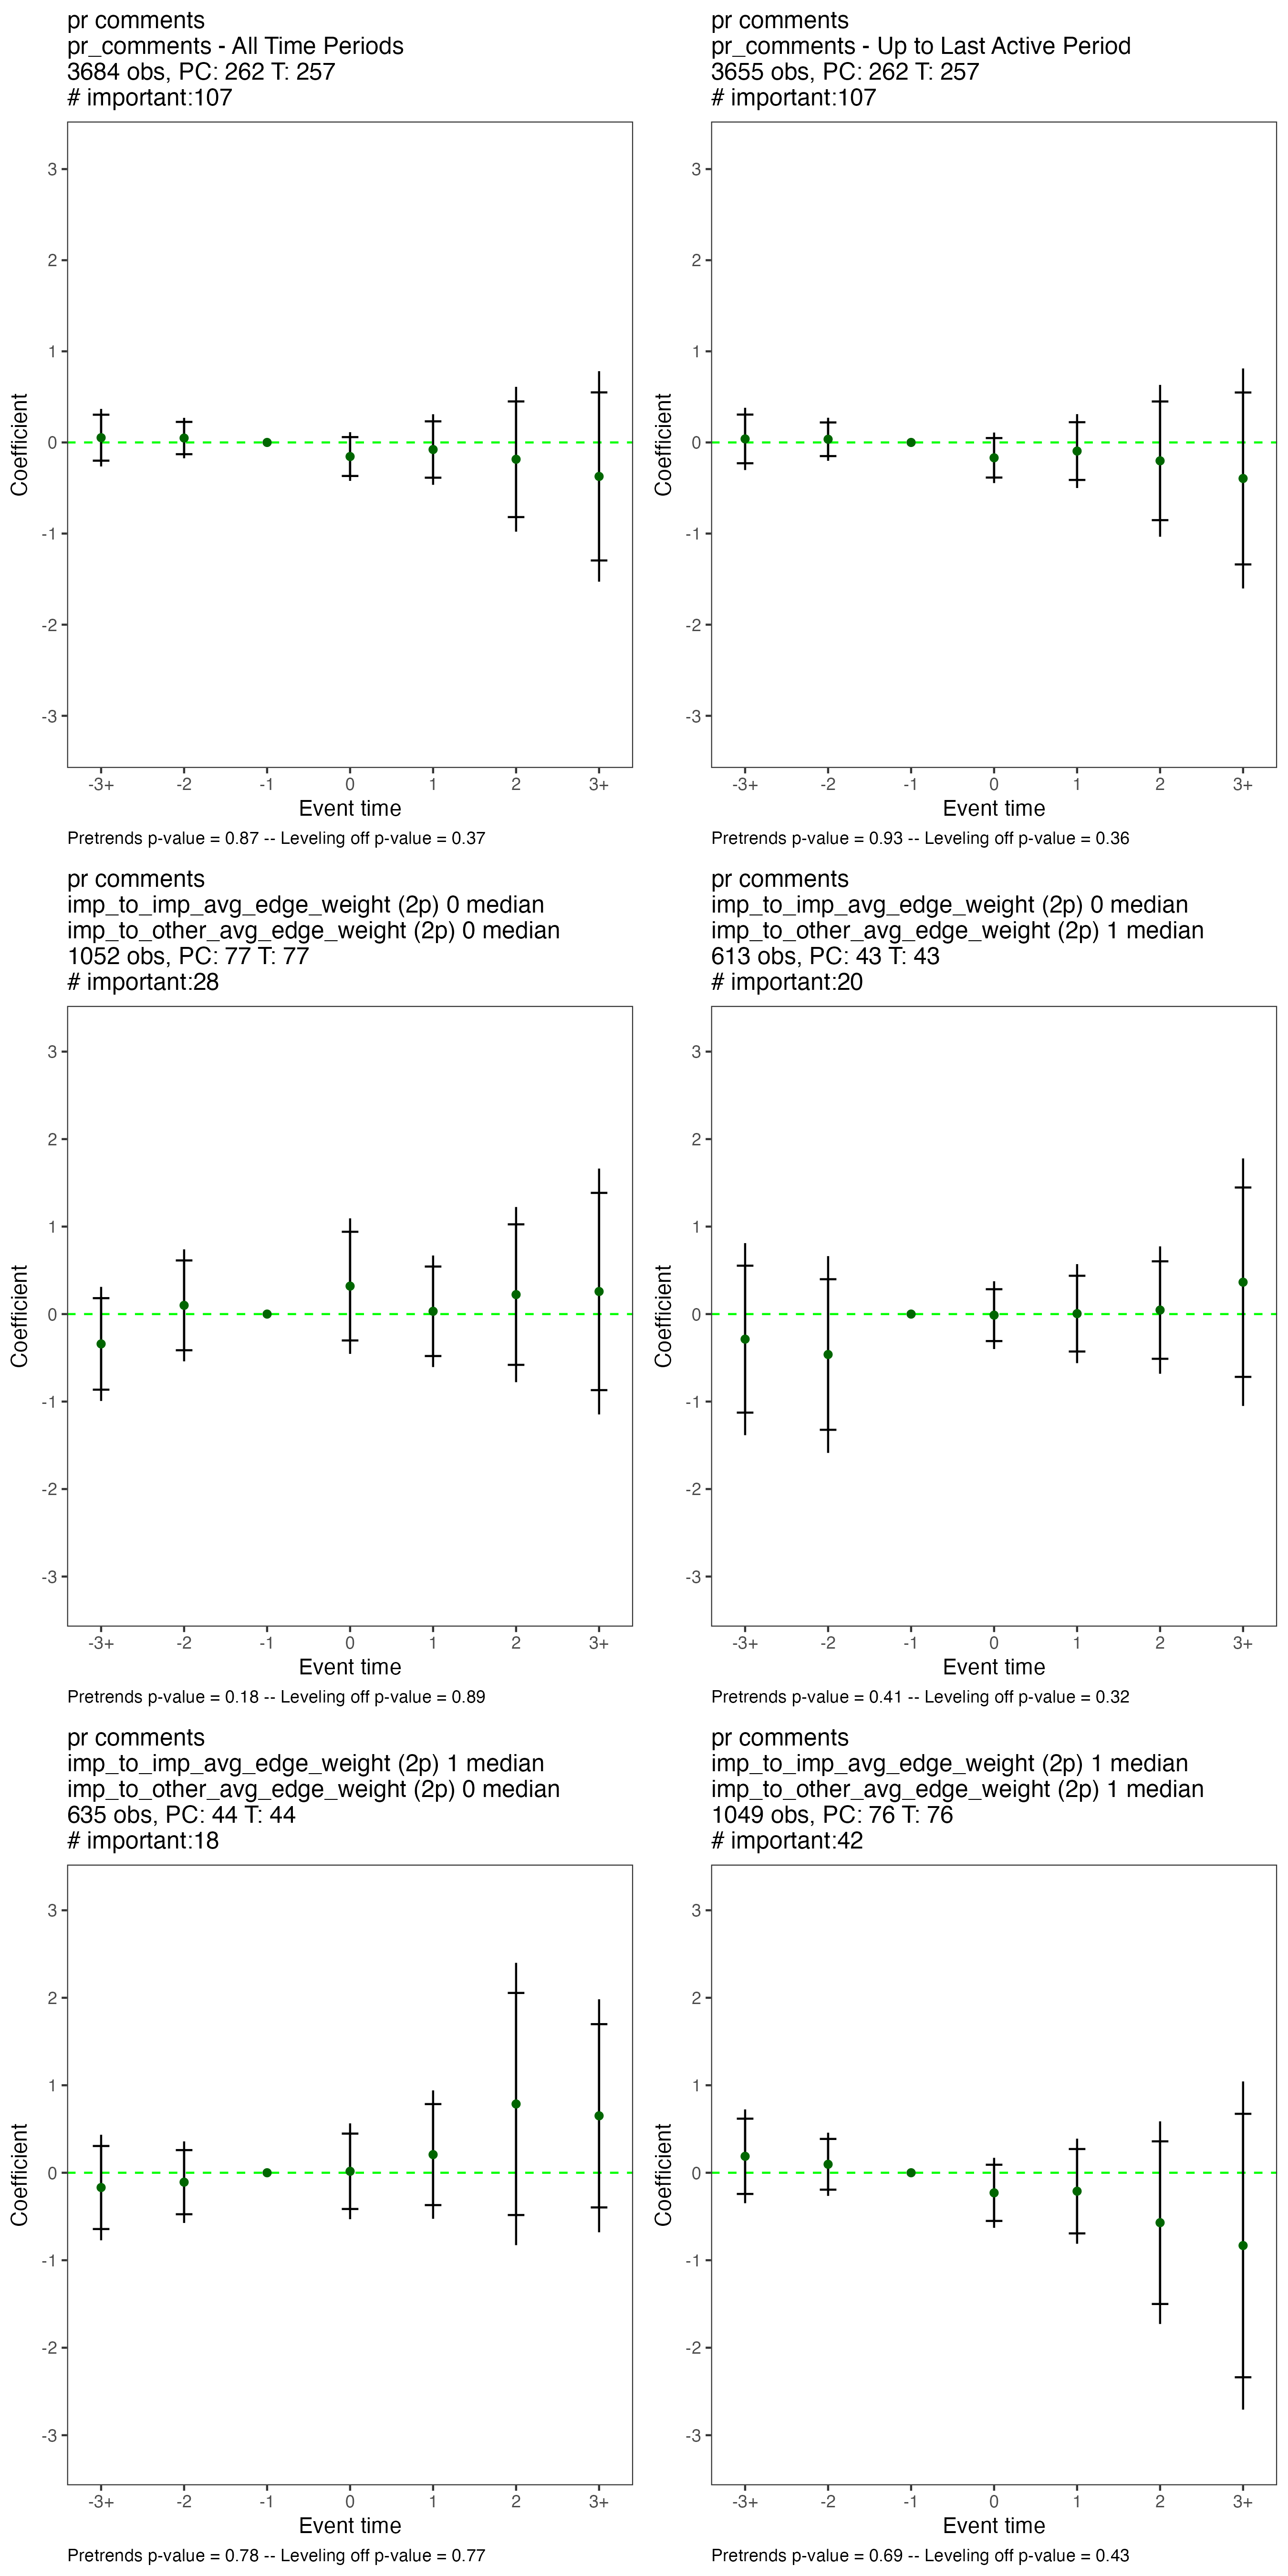 pr comments
pr_comments - All Time Periods
3684 obs, PC: 262 T: 257
# important:107
3
2
1
0
-1
-2
-3
Coefficient
-3+ -2 -1 0 1 2 3+
Event time
Pretrends p-value = 0.87 -- Leveling off p-value = 0.37
pr comments
pr_comments - Up to Last Active Period
3655 obs, PC: 262 T: 257
# important:107
3
2
1
0
-1
-2
-3
Coefficient
-3+ -2 -1 0 1 2 3+
Event time
Pretrends p-value = 0.93 -- Leveling off p-value = 0.36
pr comments
imp_to_imp_avg_edge_weight (2p) 0 median
imp_to_other_avg_edge_weight (2p) 0 median
1052 obs, PC: 77 T: 77
# important:28
3
2
1
0
-1
-2
-3
Coefficient
-3+ -2 -1 0 1 2 3+
Event time
Pretrends p-value = 0.18 -- Leveling off p-value = 0.89
pr comments
imp_to_imp_avg_edge_weight (2p) 0 median
imp_to_other_avg_edge_weight (2p) 1 median
613 obs, PC: 43 T: 43
# important:20
3
2
1
0
-1
-2
-3
Coefficient
-3+ -2 -1 0 1 2 3+
Event time
Pretrends p-value = 0.41 -- Leveling off p-value = 0.32
pr comments
imp_to_imp_avg_edge_weight (2p) 1 median
imp_to_other_avg_edge_weight (2p) 0 median
635 obs, PC: 44 T: 44
# important:18
3
2
1
0
-1
-2
-3
Coefficient
-3+ -2 -1 0 1 2 3+
Event time
Pretrends p-value = 0.78 -- Leveling off p-value = 0.77
pr comments
imp_to_imp_avg_edge_weight (2p) 1 median
imp_to_other_avg_edge_weight (2p) 1 median
1049 obs, PC: 76 T: 76
# important:42
3
2
1
0
-1
-2
-3
Coefficient
-3+ -2 -1 0 1 2 3+
Event time
Pretrends p-value = 0.69 -- Leveling off p-value = 0.43